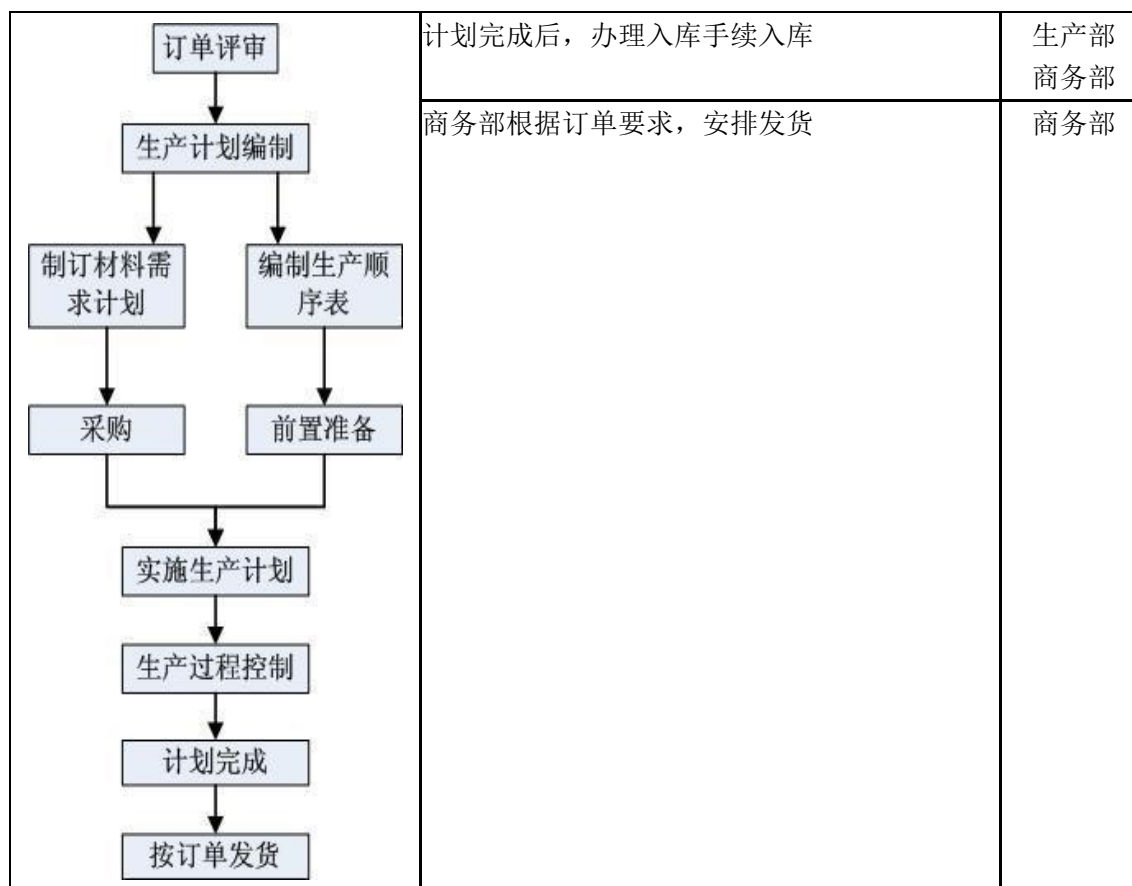 订单评审
生产计划编制
制订材料需
求计划
编制生产顺
序表
采购
前置准备
实施生产计划
生产过程控制
计划完成
按订单发货
计划完成后，办理入库手续入库
生产部
商务部
商务部根据订单要求，安排发货
商务部